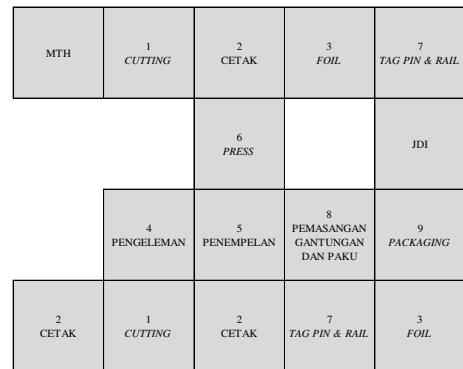 MTH
1
CUTTING
2
CETAK
3
FOIL
7
TAG PIN & RAIL
6
PRESS
JDI
4
PENGELEMAN
5
PENEMPELAN
8
PEMASANGAN
GANTUNGAN
DAN PAKU
9
PACKAGING
2
CETAK
1
CUTTING
2
CETAK
7
TAG PIN & RAIL
3
FOIL